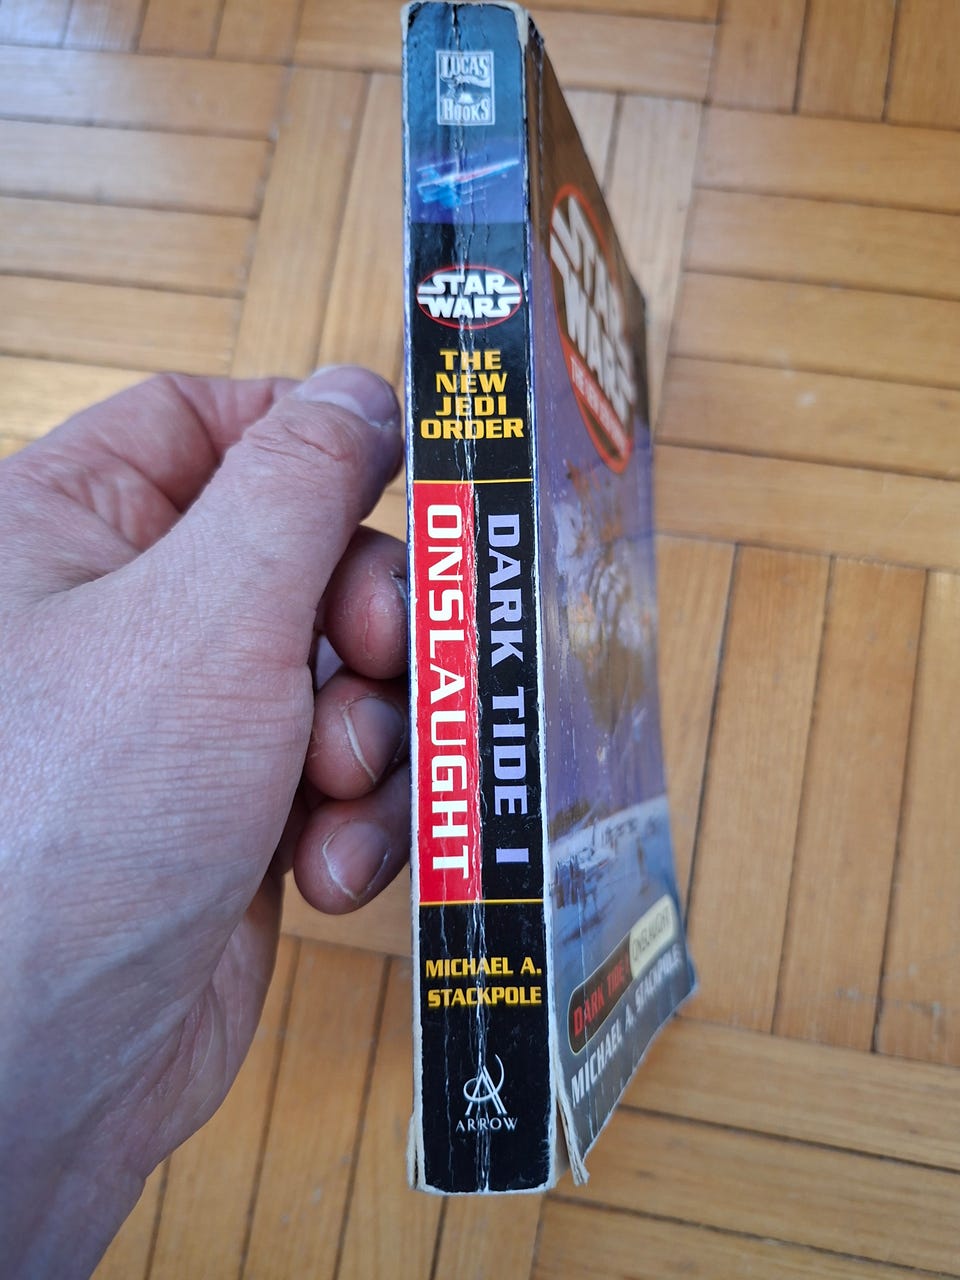 LUCAS
BOOKS
STAR
WARS
THE
NEW
JEDI
ORDER
DARK TIDE I
ONSLAUGHT
MICHAEL A.
STACKPOLE
ARROW
STAR
WARS
DARK TIDE I
ONSLAUGHT
MICHAEL A. STACKPOLE